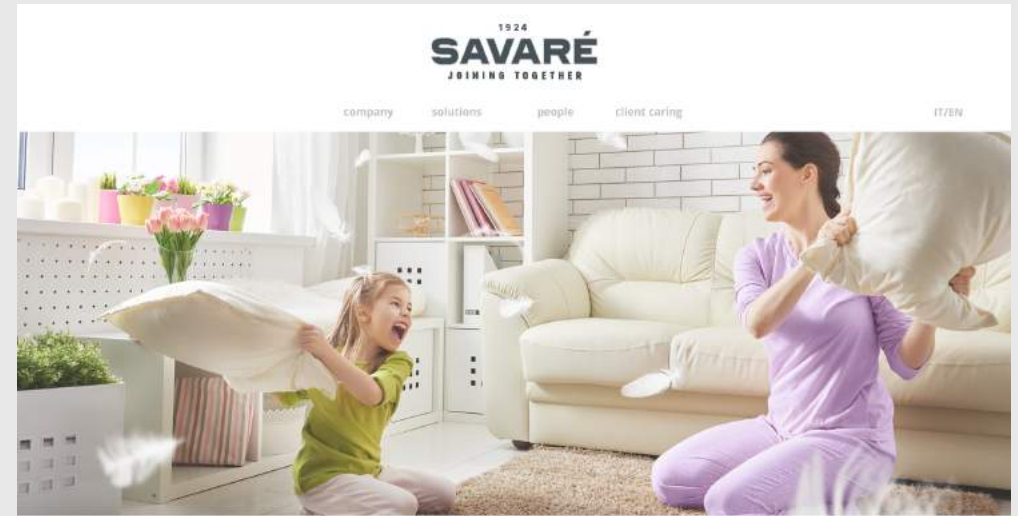 1924
SAVARÉ
JOINING TOGETHER
company solutions people client caring IT/EN